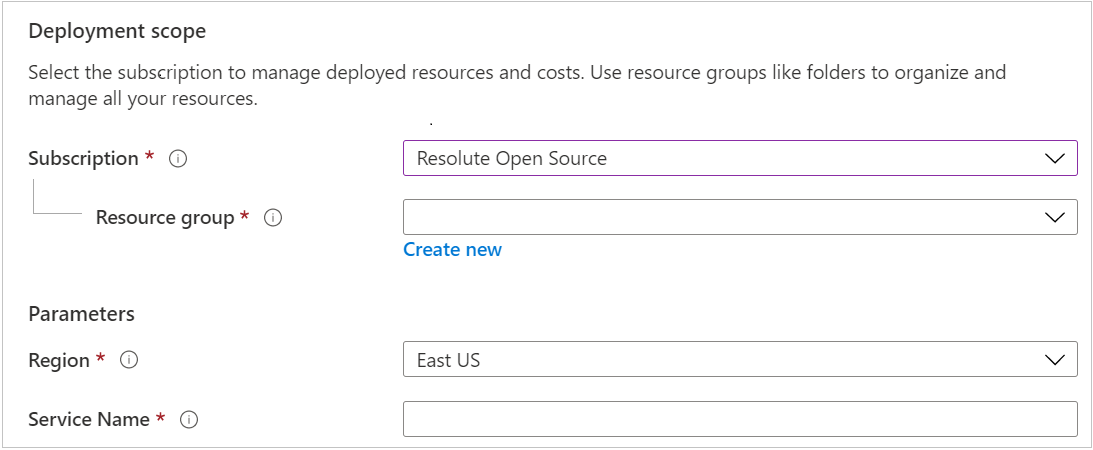 Deployment scope
Select the subscription to manage deployed resources and costs. Use resource groups like folders to organize and
manage all your resources.
Subscription *
Resolute Open Source
Resource group *
Create new
Parameters
Region *
East US
Service Name *